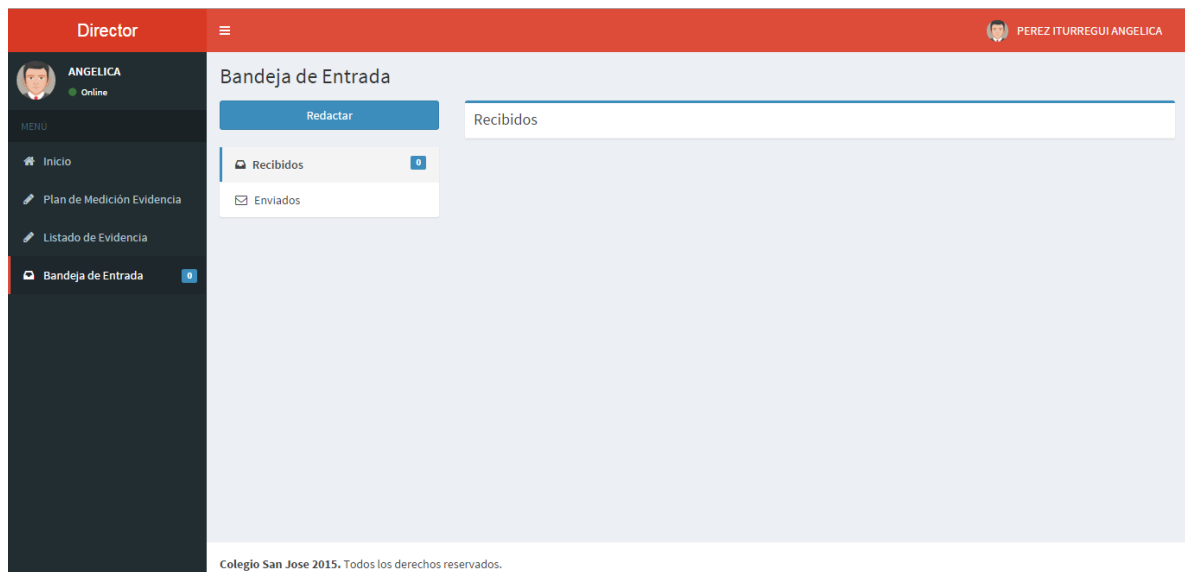 Director
PEREZ ITURREGUI ANGELICA
ANGELICA
Online
MENÚ
Inicio
Plan de Medición Evidencia
Listado de Evidencia
Bandeja de Entrada 0
Bandeja de Entrada
Redactar
Recibidos 0
Enviados
Recibidos
Colegio San Jose 2015. Todos los derechos reservados.